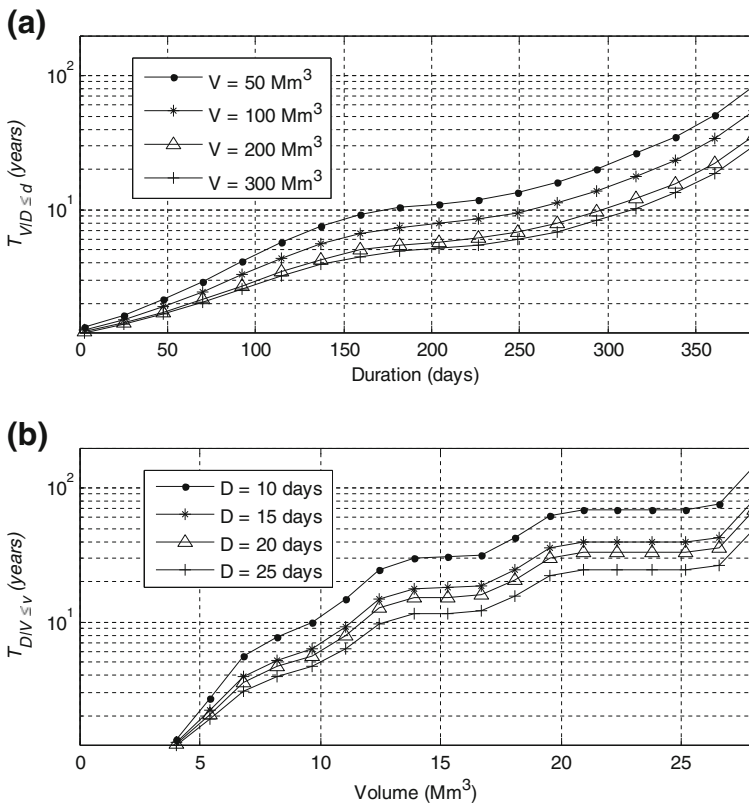 (a)
10²
10¹
T_V|D ≤ d (years)
V = 50 Mm³
V = 100 Mm³
V = 200 Mm³
V = 300 Mm³
0 50 100 150 200 250 300 350
Duration (days)
(b)
10²
10¹
T_D|V ≤ v (years)
D = 10 days
D = 15 days
D = 20 days
D = 25 days
0 5 10 15 20 25
Volume (Mm³)